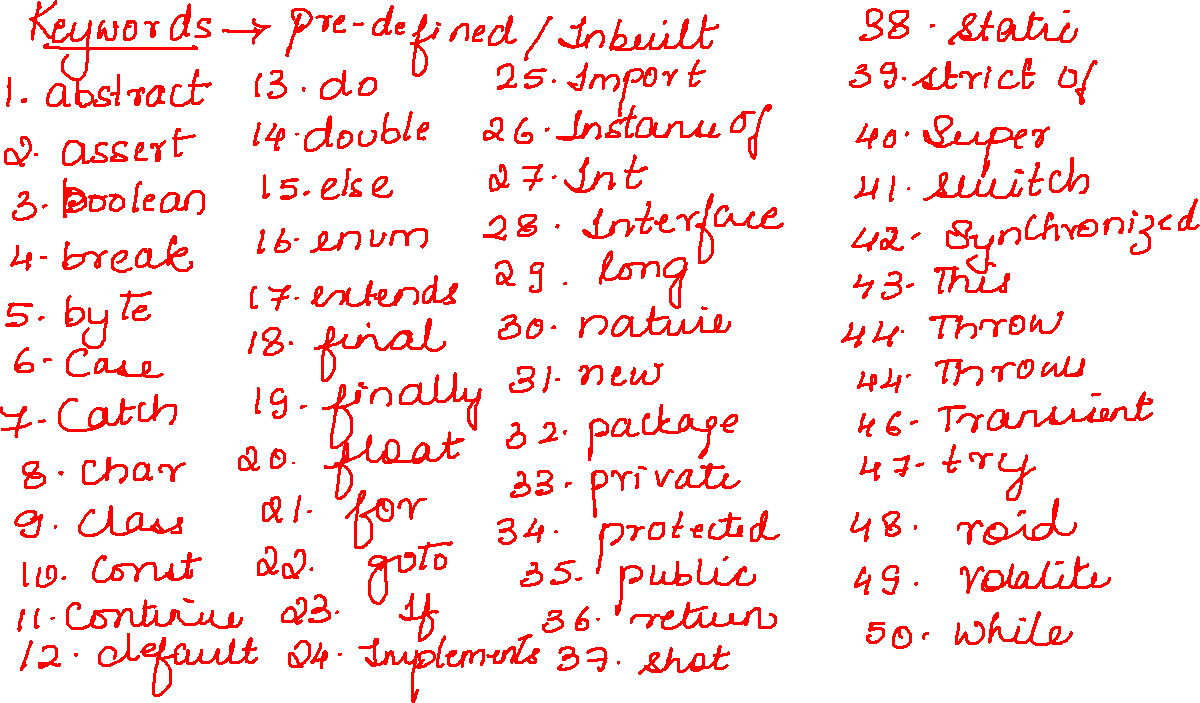 Keywords → Pre-defined / Inbuilt
1. abstract
2. assert
3. boolean
4. break
5. byte
6. Case
7. Catch
8. Char
9. Class
10. Const
11. Continue
12. default
13. do
14. double
15. else
16. enum
17. extends
18. final
19. finally
20. float
21. for
22. goto
23. If
24. Implements
25. Import
26. Instance of
27. Int
28. Interface
29. long
30. native
31. new
32. package
33. private
34. protected
35. public
36. return
37. shot
38. Static
39. strict of
40. Super
41. switch
42. Synchronized
43. This
44. Throw
44. Throws
46. Transient
47. try
48. void
49. Volatite
50. While